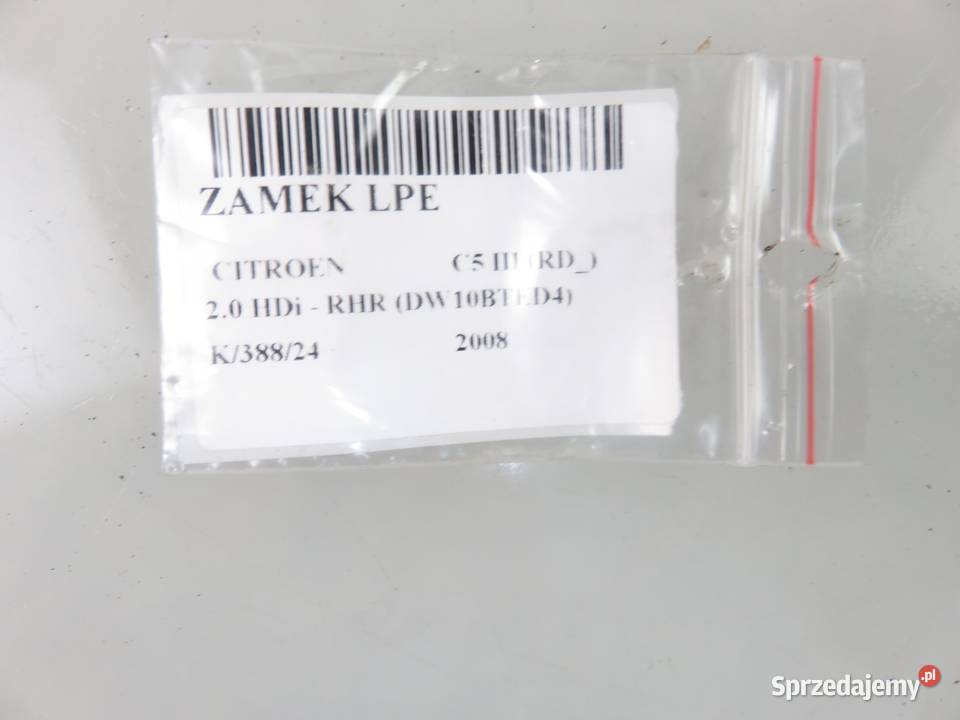 ZAMEK LPE
CITROEN C5 III (RD_)
2.0 HDi - RHR (DW10BTED4)
K/388/24 2008
Sprzedajemy.pl